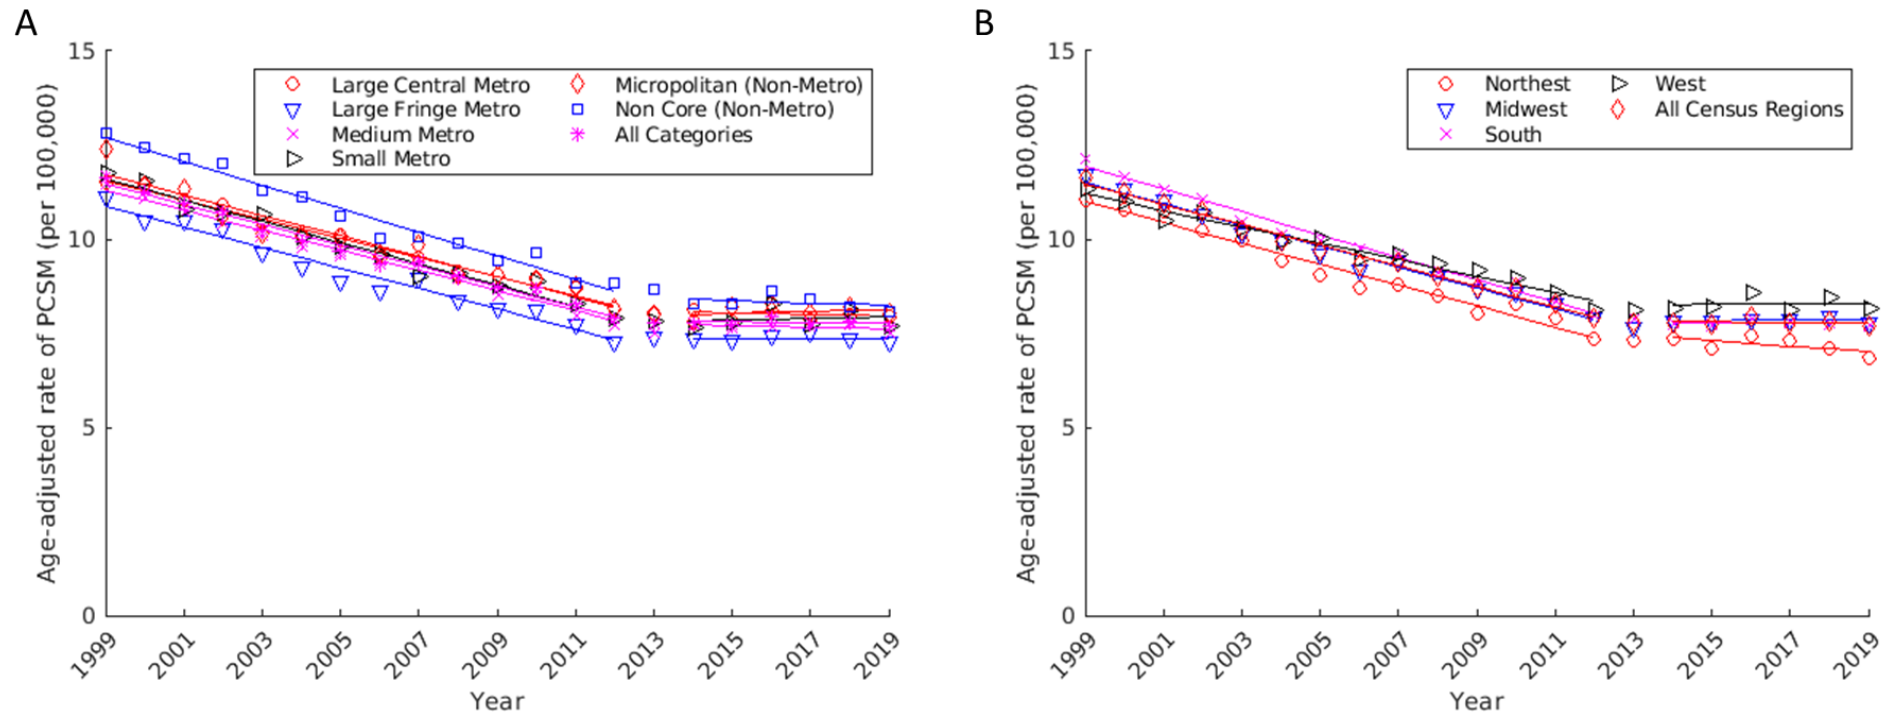 A
Age-adjusted rate of PCSM (per 100,000)
15
10
5
0
Large Central Metro
Large Fringe Metro
Medium Metro
Small Metro
Micropolitan (Non-Metro)
Non Core (Non-Metro)
All Categories
1999 2001 2003 2005 2007 2009 2011 2013 2015 2017 2019
Year
B
Age-adjusted rate of PCSM (per 100,000)
15
10
5
0
Northest
Midwest
South
West
All Census Regions
1999 2001 2003 2005 2007 2009 2011 2013 2015 2017 2019
Year